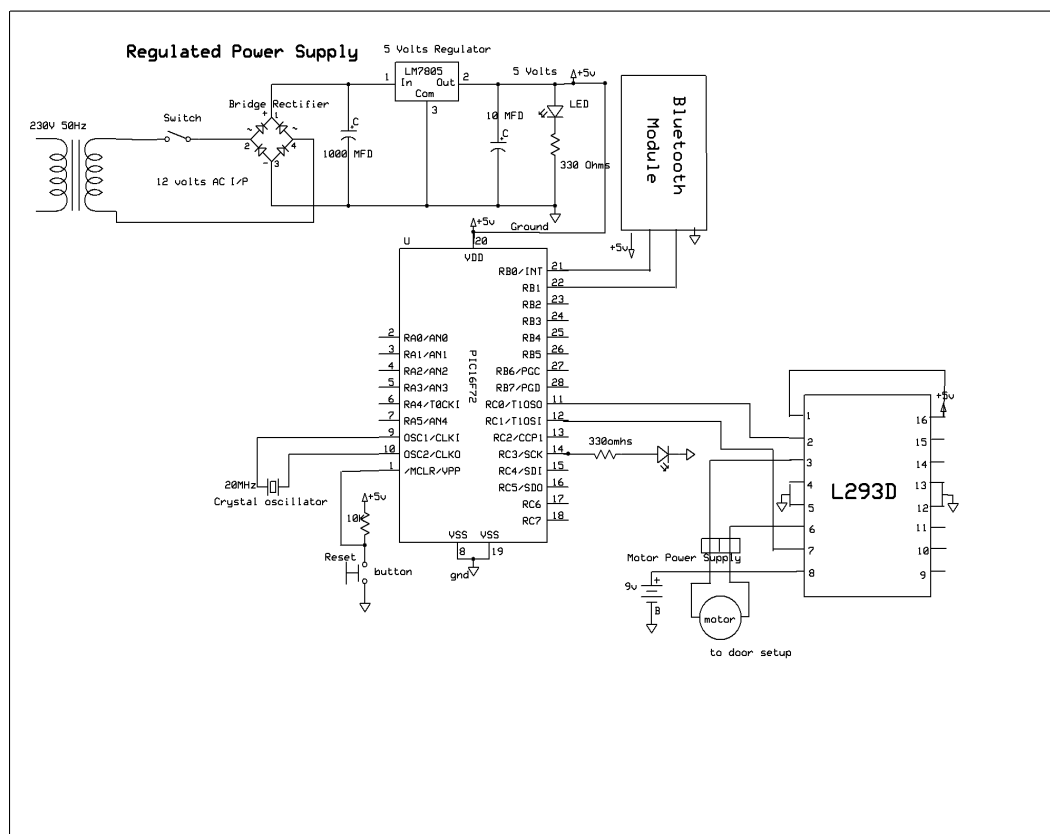 Regulated Power Supply
5 Volts Regulator
LM7805
1 In Out 2
Com
3
5 Volts
+5v
Bridge Rectifier
230V 50Hz
Switch
+ 1
~ ~
2 4
- 3
12 volts AC I/P
C
1000 MFD
10 MFD
C
LED
330 Ohms
Bluetooth
Module
+5v
+5v
Ground
U
20
VDD
PIC16F72
2 RA0/AN0
3 RA1/AN1
4 RA2/AN2
5 RA3/AN3
6 RA4/T0CKI
7 RA5/AN4
9 OSC1/CLKI
10 OSC2/CLKO
1 /MCLR/VPP
RB0/INT 21
RB1 22
RB2 23
RB3 24
RB4 25
RB5 26
RB6/PGC 27
RB7/PGD 28
RC0/T1OSO 11
RC1/T1OSI 12
RC2/CCP1 13
RC3/SCK 14
RC4/SDI 15
RC5/SDO 16
RC6 17
RC7 18
VSS VSS
8 19
gnd
20MHz
Crystal oscillator
+5v
10K
Reset
button
330omhs
L293D
+5v
1
2
3
4
5
6
7
8
16
15
14
13
12
11
10
9
Motor Power Supply
9v
+
B
motor
to door setup